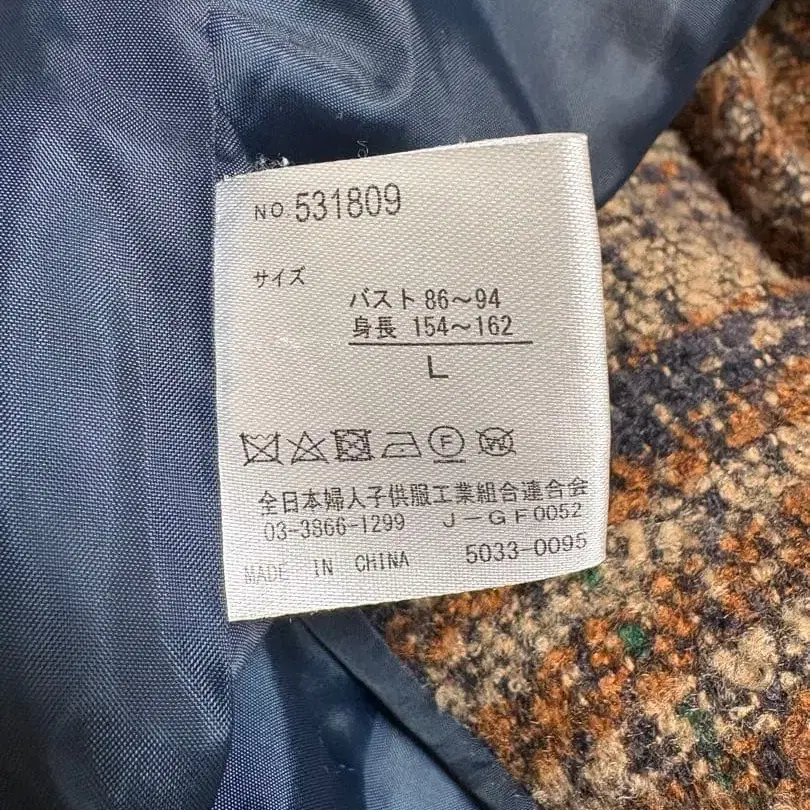 NO 531809
サイズ
バスト 86～94
身長 154～162
L
F W
全日本婦人子供服工業組合連合会
03-3866-1299 J-GF0052
5033-0095
MADE IN CHINA